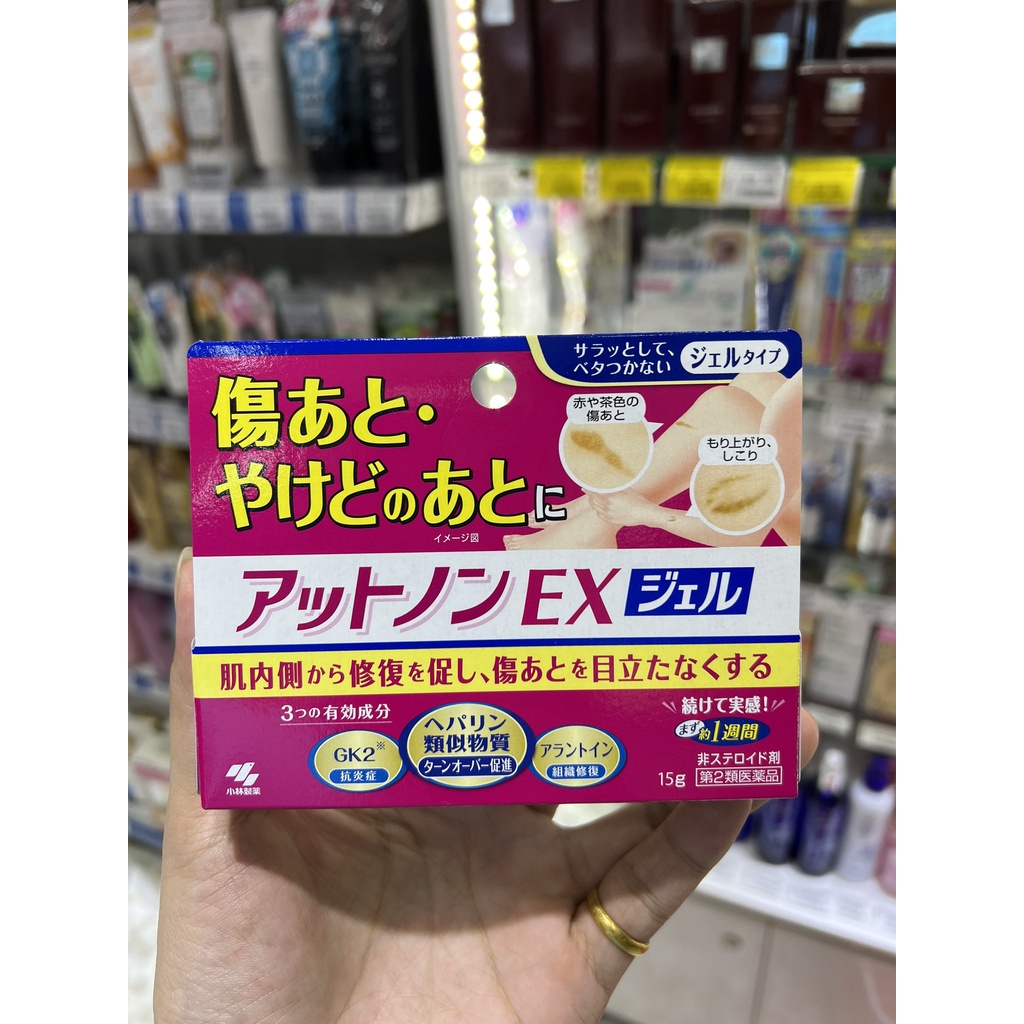 サラッとして、
ベタつかない
ジェルタイプ
傷あと・
やけどのあとに
イメージ図
赤や茶色の
傷あと
もり上がり、
しこり
アットノンEX ジェル
肌内側から修復を促し、傷あとを目立たなくする
3つの有効成分
GK2※
抗炎症
ヘパリン
類似物質
ターンオーバー促進
アラントイン
組織修復
続けて実感!
まず約1週間
非ステロイド剤
15g 第2類医薬品
小林製薬